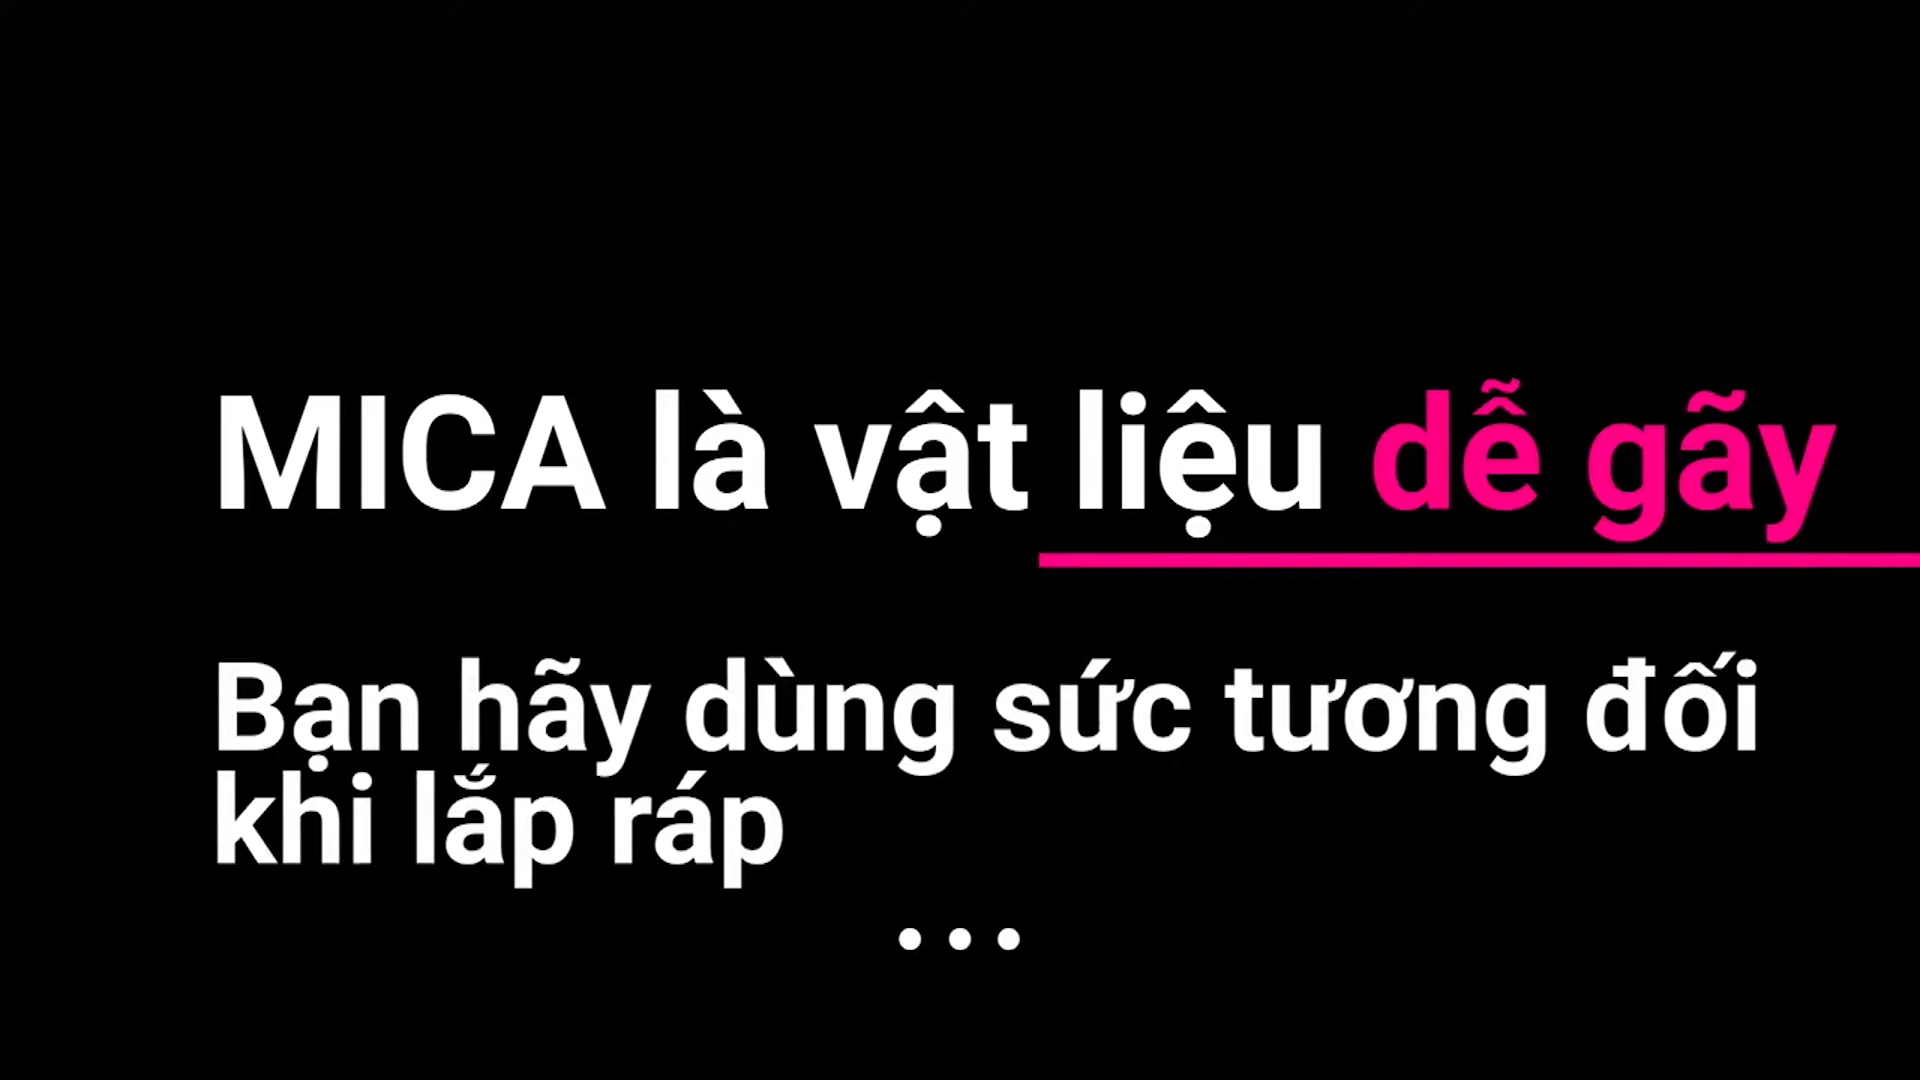 MICA là vật liệu dễ gãy
Bạn hãy dùng sức tương đối
khi lắp ráp
...